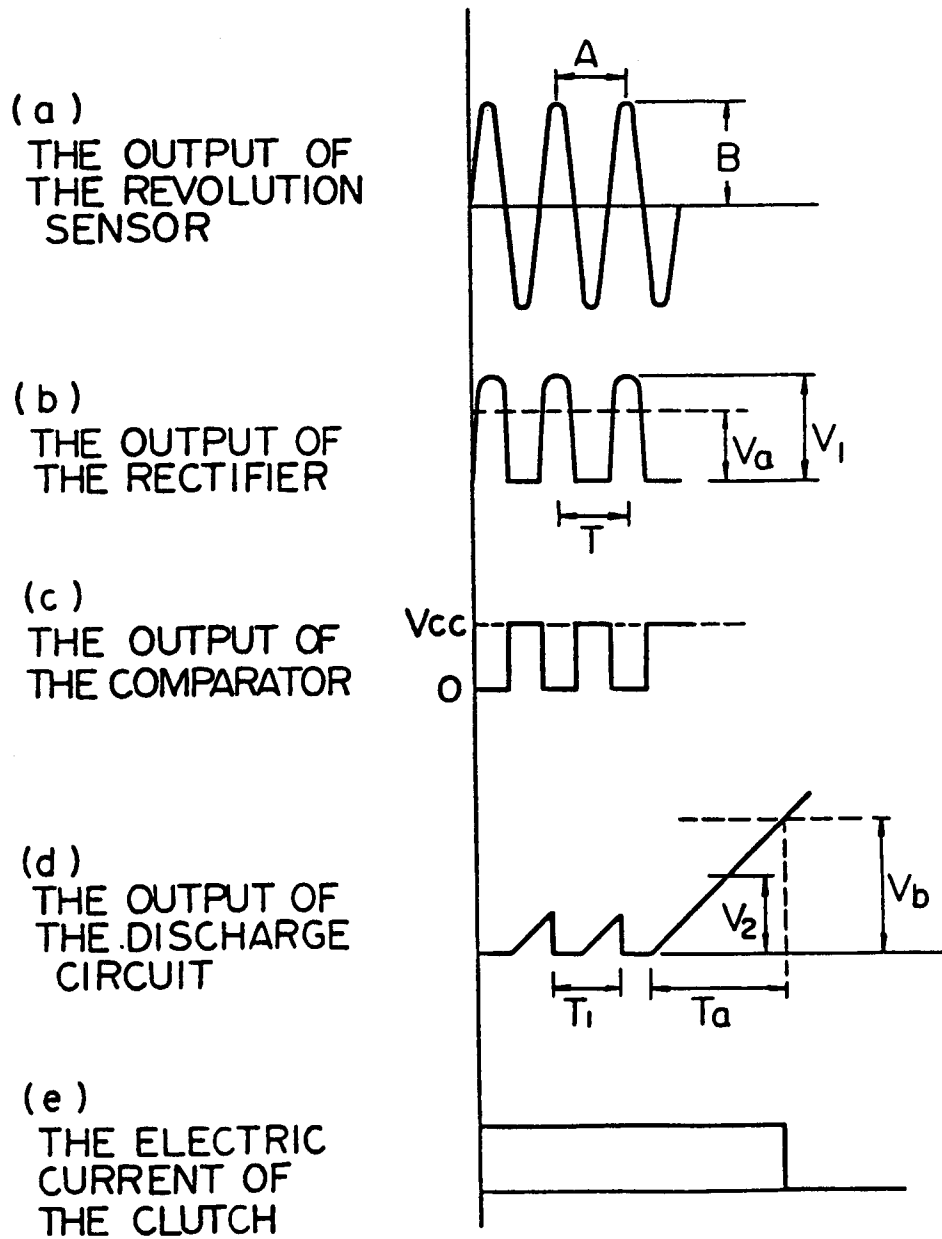 (a)
THE OUTPUT OF
THE REVOLUTION
SENSOR
A
B
(b)
THE OUTPUT OF
THE RECTIFIER
Va
V1
T
(c)
THE OUTPUT OF
THE COMPARATOR
Vcc
0
(d)
THE OUTPUT OF
THE DISCHARGE
CIRCUIT
V2
Vb
T1
Ta
(e)
THE ELECTRIC
CURRENT OF
THE CLUTCH